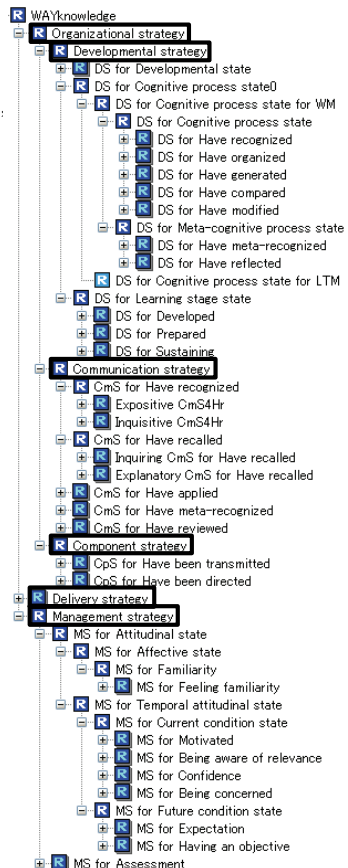 WAYknowledge
Organizational strategy
Developmental strategy
DS for Developmental state
DS for Cognitive process state0
DS for Cognitive process state for WM
DS for Cognitive process state
DS for Have recognized
DS for Have organized
DS for Have generated
DS for Have compared
DS for Have modified
DS for Meta-cognitive process state
DS for Have meta-recognized
DS for Have reflected
DS for Cognitive process state for LTM
DS for Learning stage state
DS for Developed
DS for Prepared
DS for Sustaining
Communication strategy
CmS for Have recognized
Expositive CmS4Hr
Inquisitive CmS4Hr
CmS for Have recalled
Inquiring CmS for Have recalled
Explanatory CmS for Have recalled
CmS for Have applied
CmS for Have meta-recognized
CmS for Have reviewed
Component strategy
CpS for Have been transmitted
CpS for Have been directed
Delivery strategy
Management strategy
MS for Attitudinal state
MS for Affective state
MS for Familiarity
MS for Feeling familiarity
MS for Temporal attitudinal state
MS for Current condition state
MS for Motivated
MS for Being aware of relevance
MS for Confidence
MS for Being concerned
MS for Future condition state
MS for Expectation
MS for Having an objective
MS for Assessment